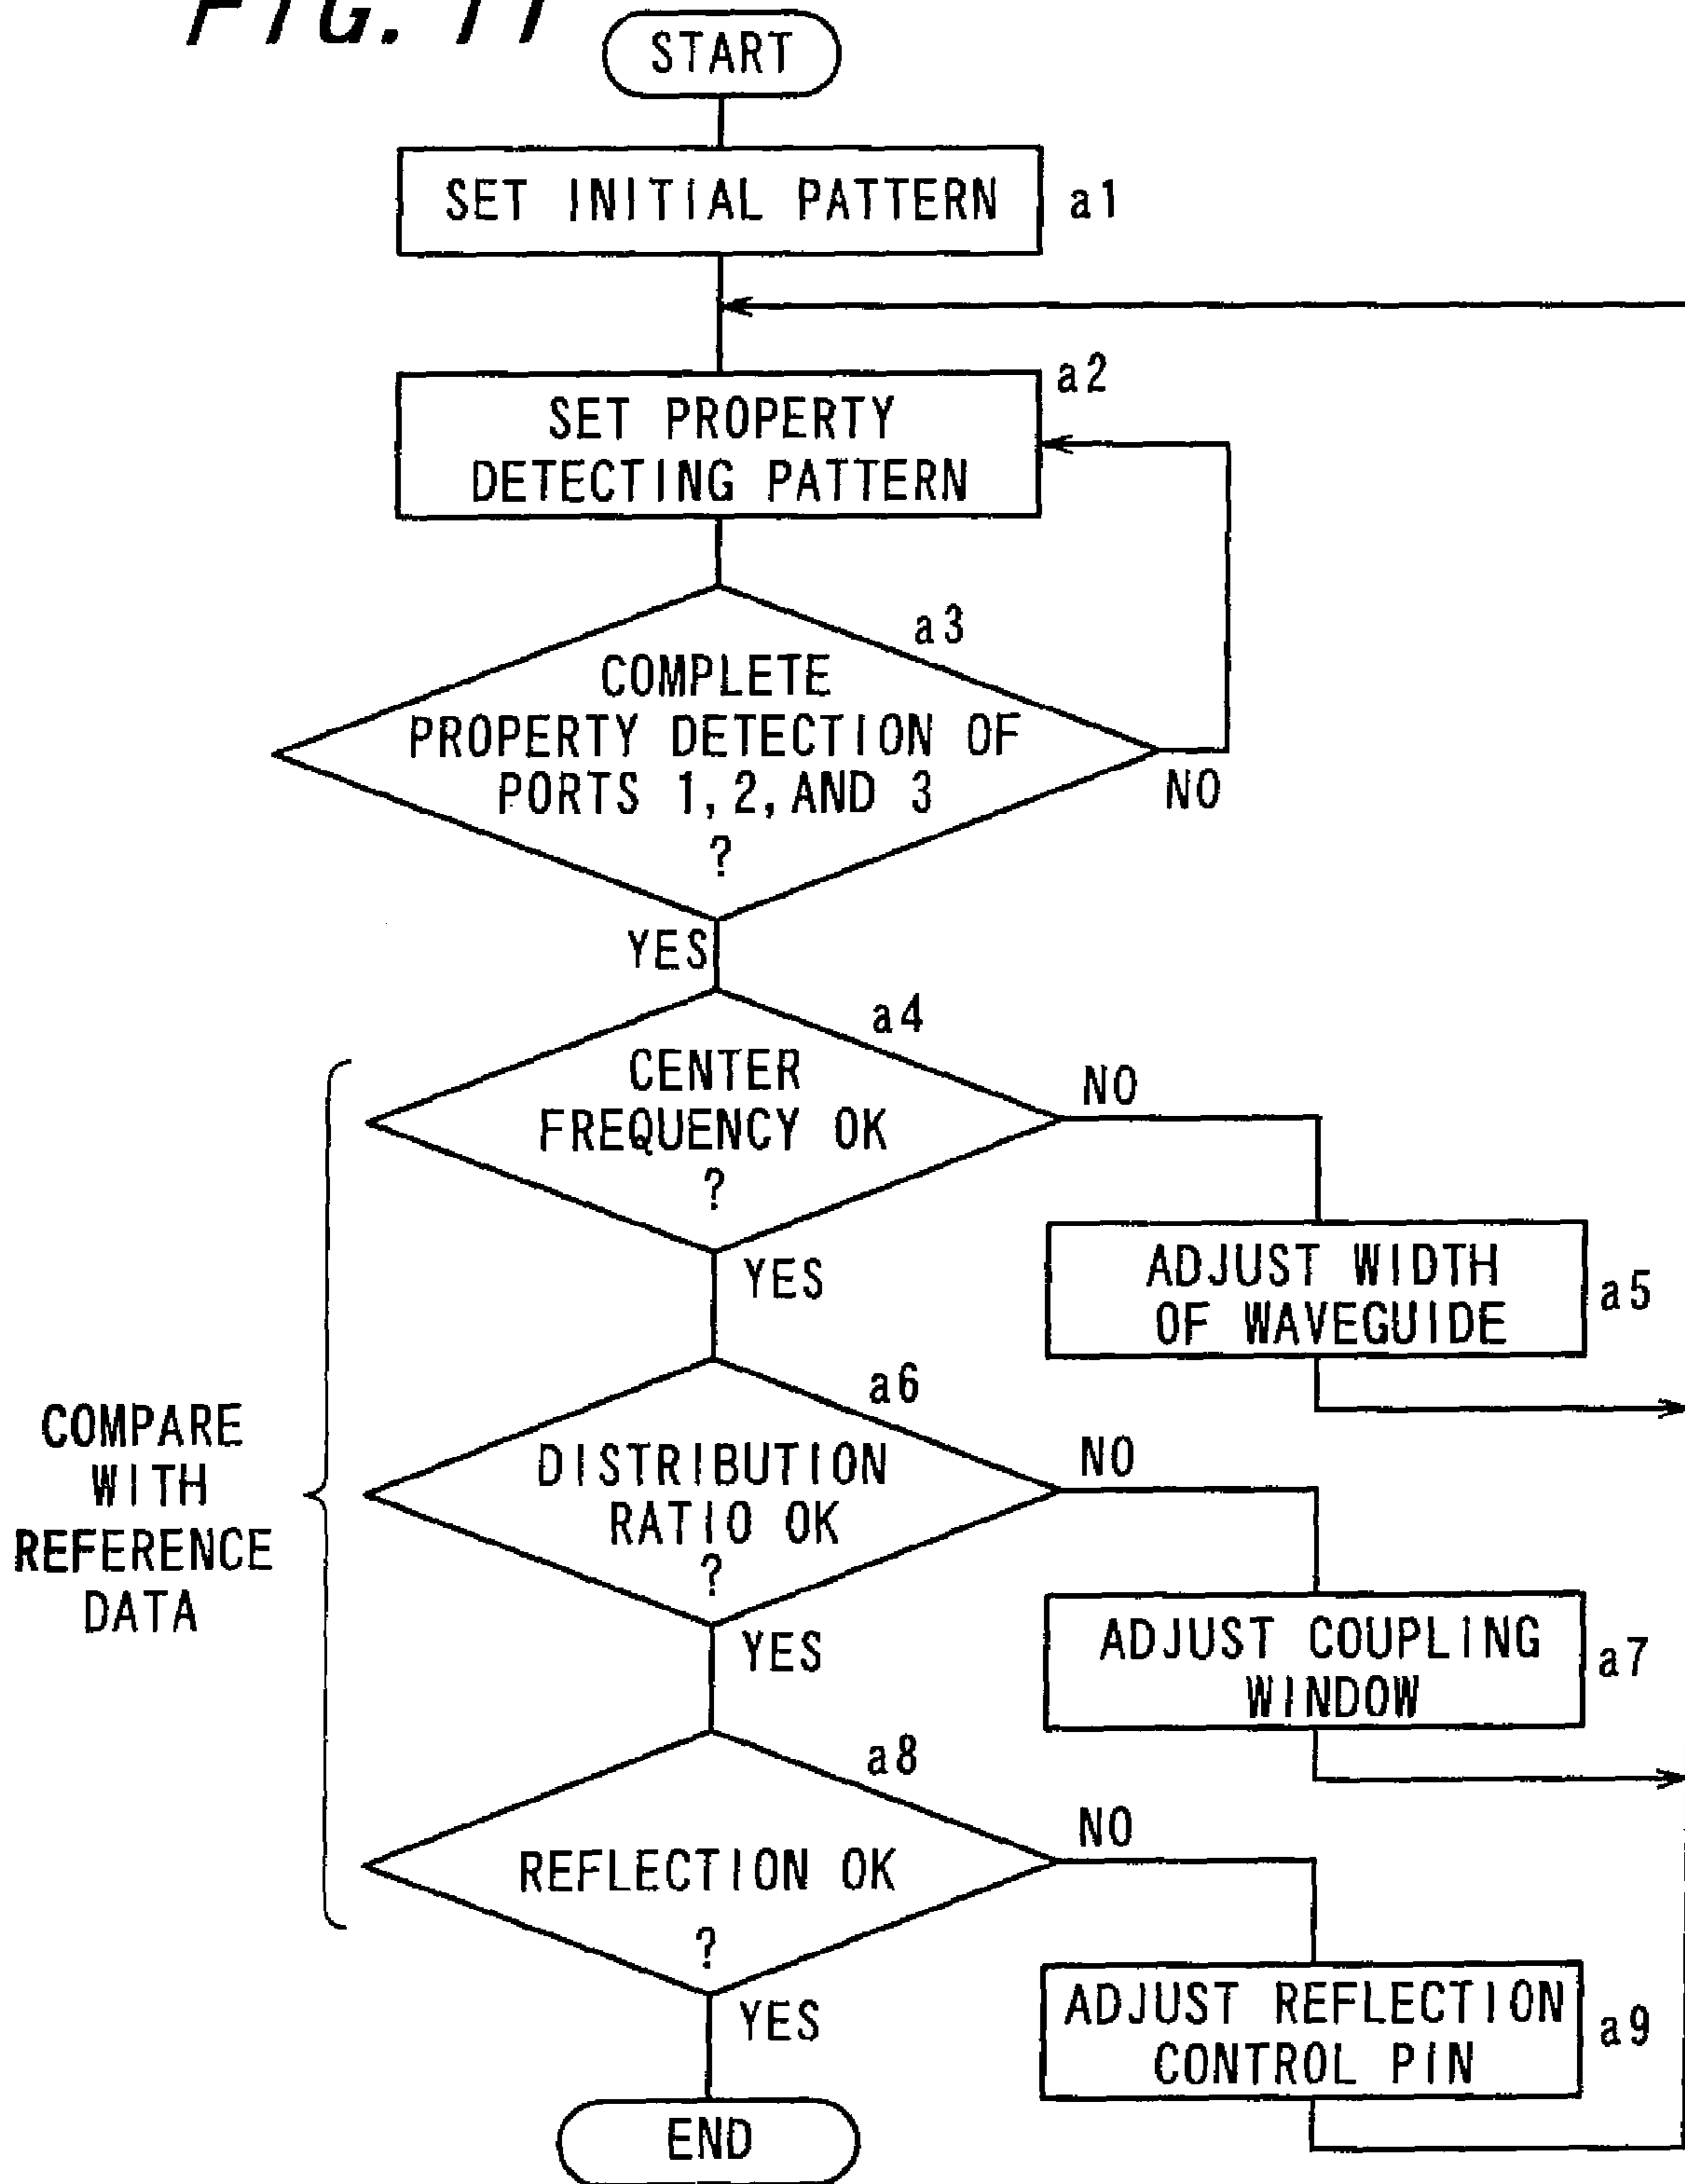 FIG. 11
START
SET INITIAL PATTERN
a1
a2
SET PROPERTY
DETECTING PATTERN
a3
COMPLETE
PROPERTY DETECTION OF
PORTS 1, 2, AND 3
?
NO
YES
a4
CENTER
FREQUENCY OK
?
NO
YES
ADJUST WIDTH
OF WAVEGUIDE
a5
a6
DISTRIBUTION
RATIO OK
?
NO
YES
COMPARE
WITH
REFERENCE
DATA
ADJUST COUPLING
WINDOW
a7
a8
REFLECTION OK
?
NO
YES
ADJUST REFLECTION
CONTROL PIN
a9
END